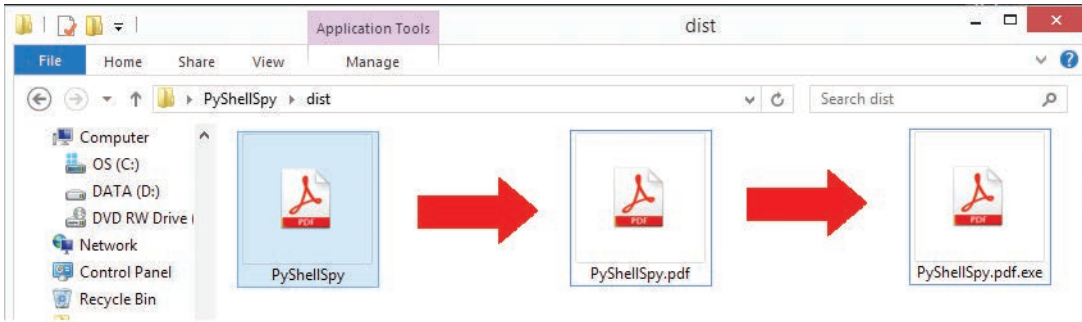 Application Tools
dist
File
Home
Share
View
Manage
PyShellSpy
dist
Search dist
Computer
OS (C:)
DATA (D:)
DVD RW Drive (
Network
Control Panel
Recycle Bin
PDF
PyShellSpy
PDF
PyShellSpy.pdf
PDF
PyShellSpy.pdf.exe